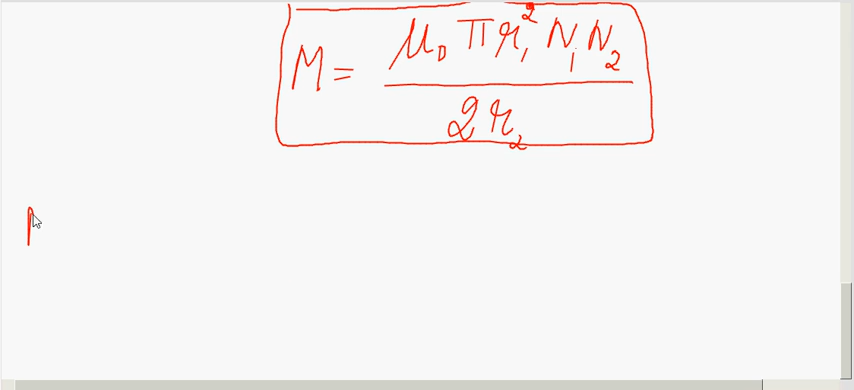 M = μ₀ π r₁² N₁ N₂ / 2 r₂